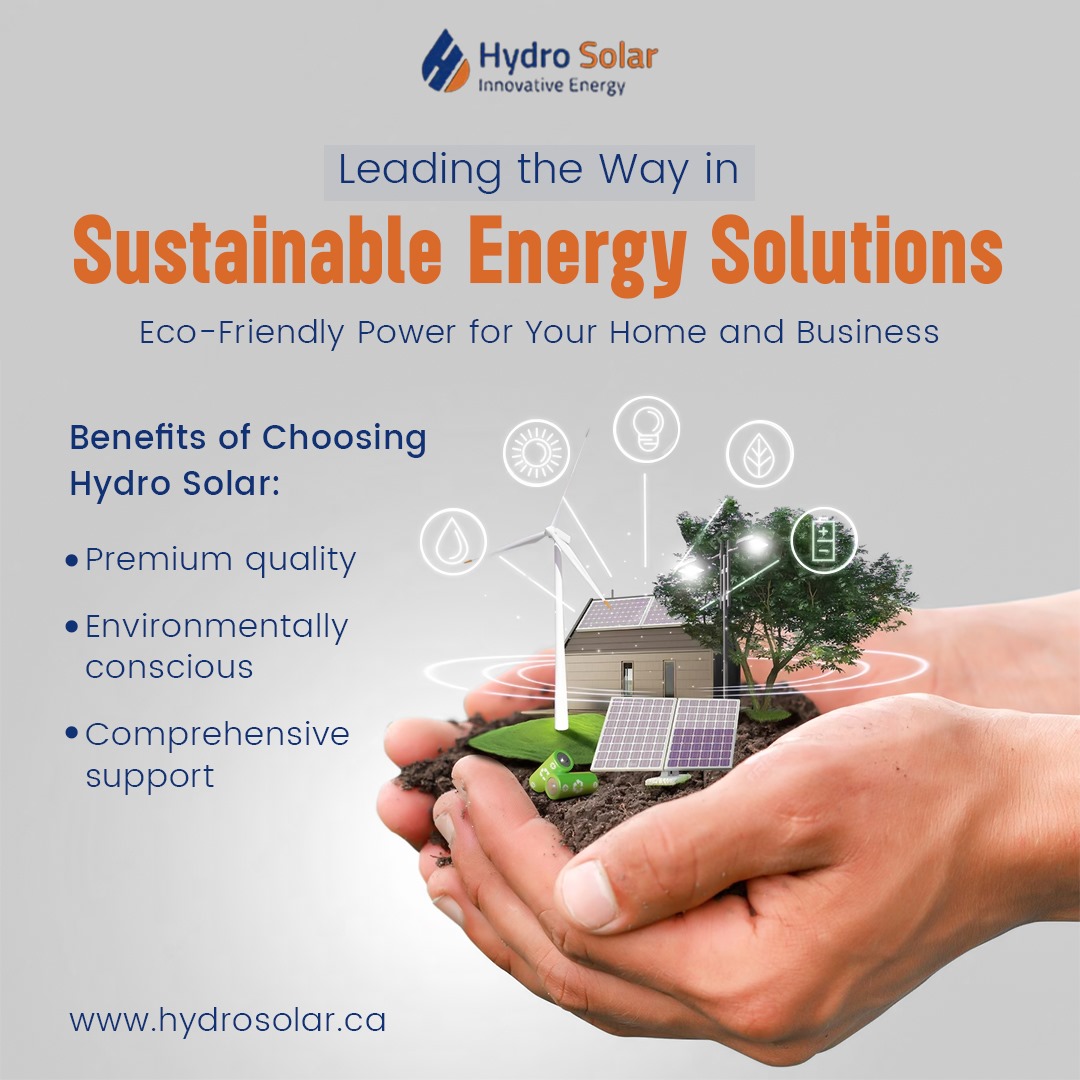 Hydro Solar
Innovative Energy
Leading the Way in
Sustainable Energy Solutions
Eco-Friendly Power for Your Home and Business
Benefits of Choosing
Hydro Solar:
• Premium quality
• Environmentally
conscious
• Comprehensive
support
www.hydrosolar.ca